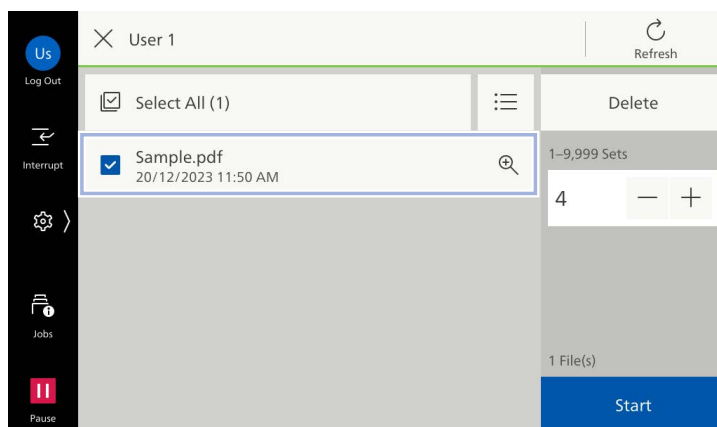 Us
Log Out
Interrupt
Jobs
Pause
User 1
Refresh
Select All (1)
Sample.pdf
20/12/2023 11:50 AM
Delete
1–9,999 Sets
4
1 File(s)
Start